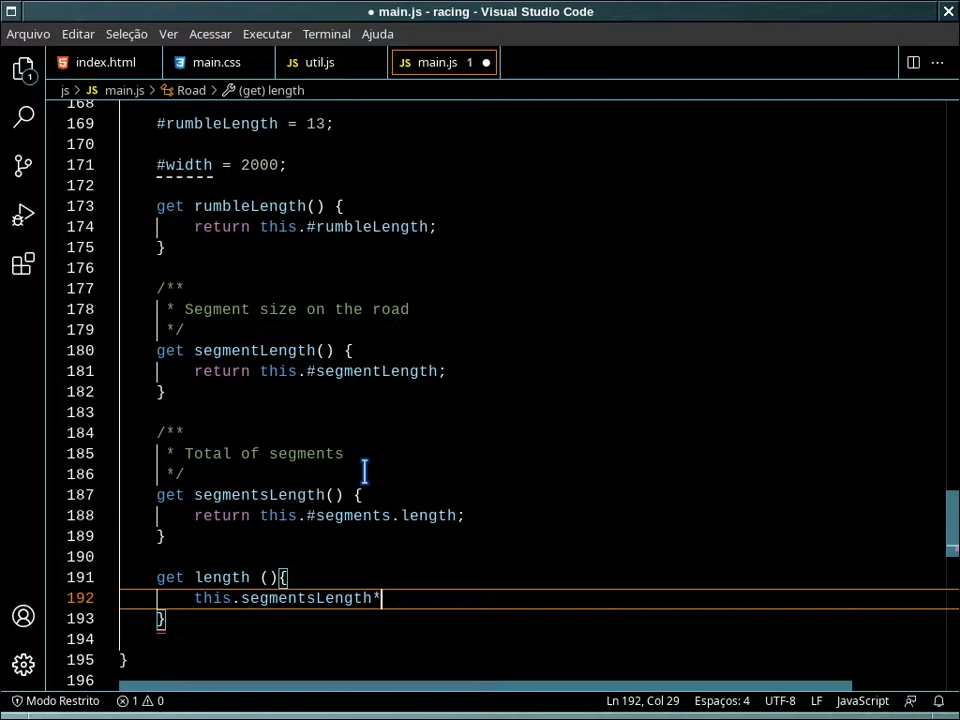 ● main.js - racing - Visual Studio Code
Arquivo Editar Seleção Ver Acessar Executar Terminal Ajuda
1
index.html main.css JS util.js JS main.js 1 ●
js > JS main.js > Road > (get) length
168
169 #rumbleLength = 13;
170
171 #width = 2000;
172
173 get rumbleLength() {
174 return this.#rumbleLength;
175 }
176
177 /**
178 * Segment size on the road
179 */
180 get segmentLength() {
181 return this.#segmentLength;
182 }
183
184 /**
185 * Total of segments
186 */
187 get segmentsLength() {
188 return this.#segments.length;
189 }
190
191 get length (){
192 this.segmentsLength*
193 }
194
195 }
196
Modo Restrito 1 0 Ln 192, Col 29 Espaços: 4 UTF-8 LF JavaScript